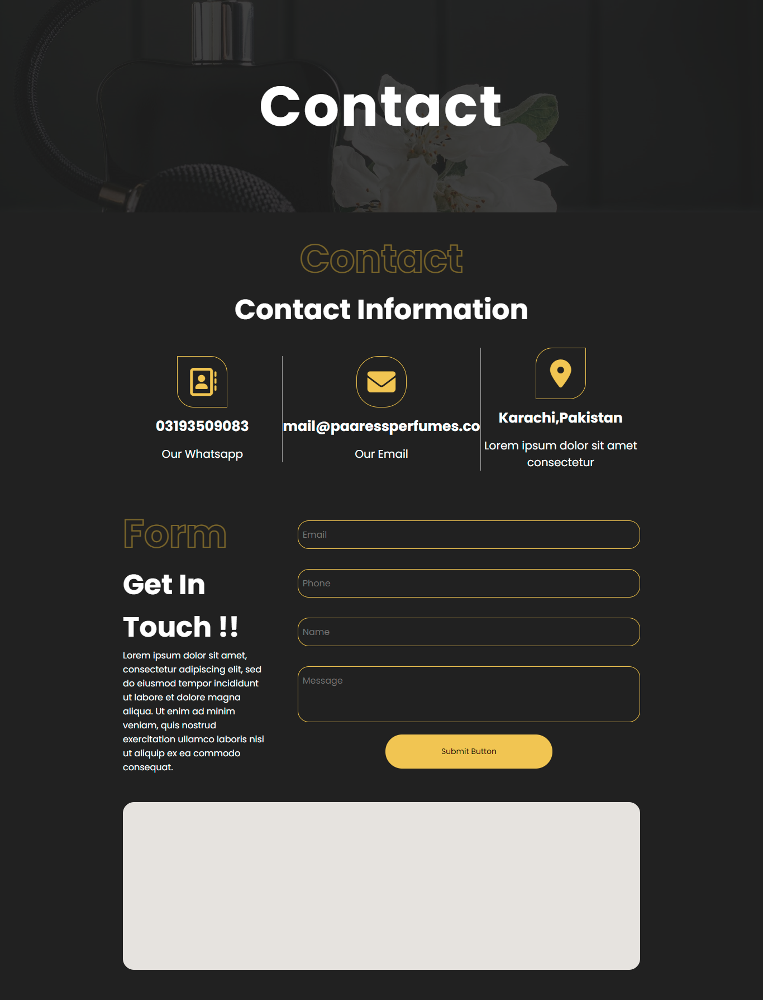 Contact
Contact
Contact Information
03193509083
Our Whatsapp
mail@paaressperfumes.co
Our Email
Karachi,Pakistan
Lorem ipsum dolor sit amet
consectetur
Form
Get In
Touch !!
Lorem ipsum dolor sit amet,
consectetur adipiscing elit, sed
do eiusmod tempor incididunt
ut labore et dolore magna
aliqua. Ut enim ad minim
veniam, quis nostrud
exercitation ullamco laboris nisi
ut aliquip ex ea commodo
consequat.
Email
Phone
Name
Message
Submit Button